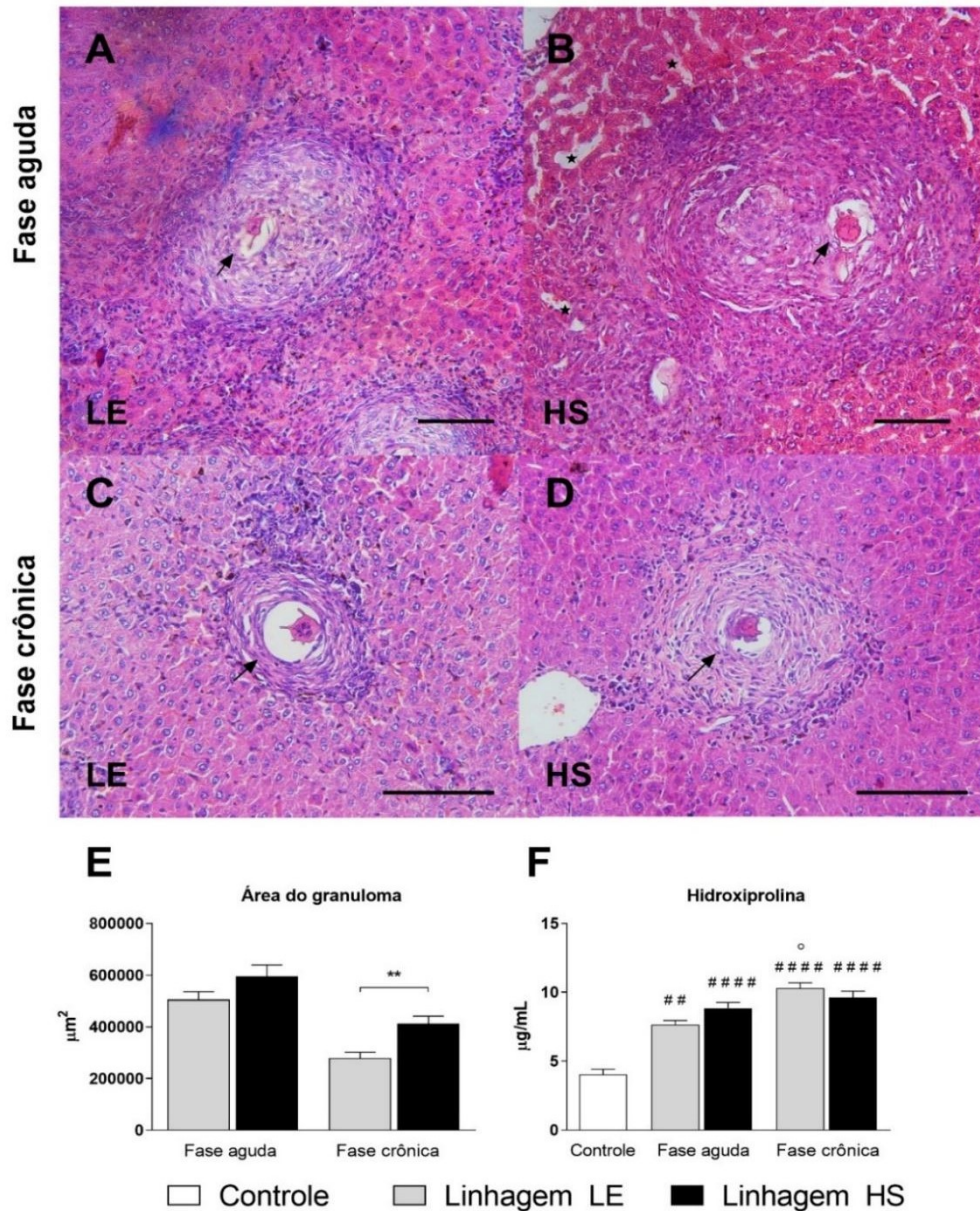 Fase aguda
A
B
LE
HS
Fase crônica
C
D
LE
HS
E
Área do granuloma
800000
600000
400000
200000
0
µm²
**
Fase aguda
Fase crônica
F
Hidroxiprolina
15
10
5
0
µg/mL
# #
# # # #
°
# # # #
# # # #
Controle
Fase aguda
Fase crônica
Controle
Linhagem LE
Linhagem HS